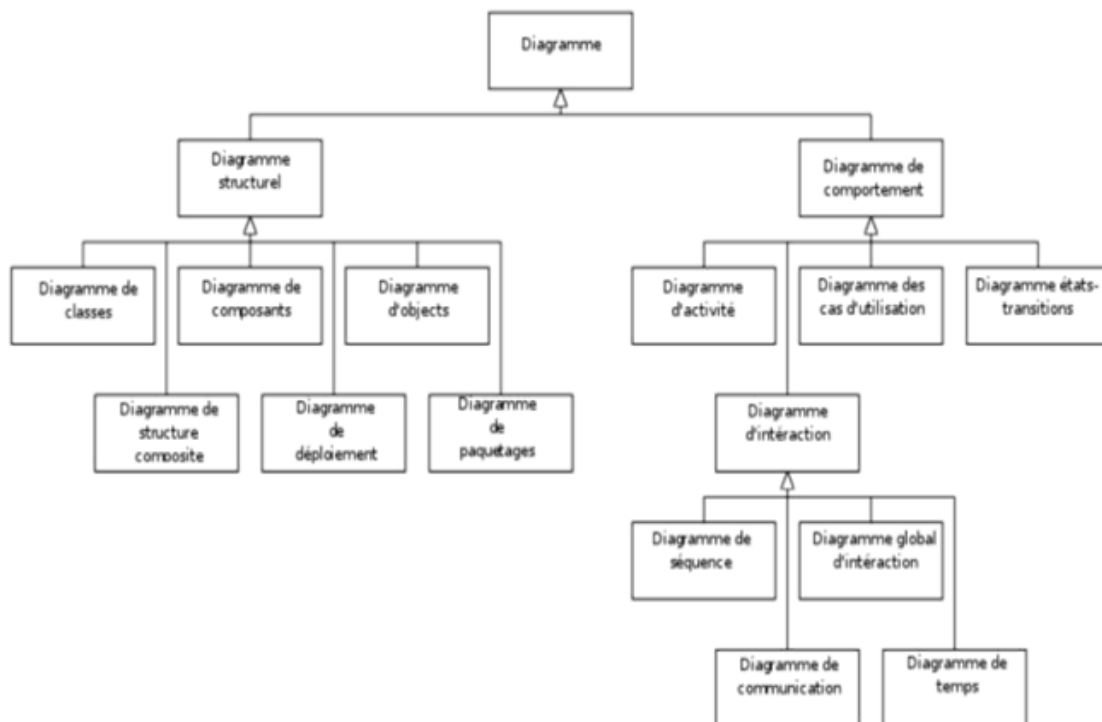 Diagramme
Diagramme
structurel
Diagramme de
comportement
Diagramme de
classes
Diagramme de
composants
Diagramme
d'objects
Diagramme
d'activité
Diagramme des
cas d'utilisation
Diagramme états-
transitions
Diagramme de
structure
composite
Diagramme
de
déploiement
Diagramme
de
paquetages
Diagramme
d'intéraction
Diagramme de
séquence
Diagramme global
d'intéraction
Diagramme de
communication
Diagramme de
temps